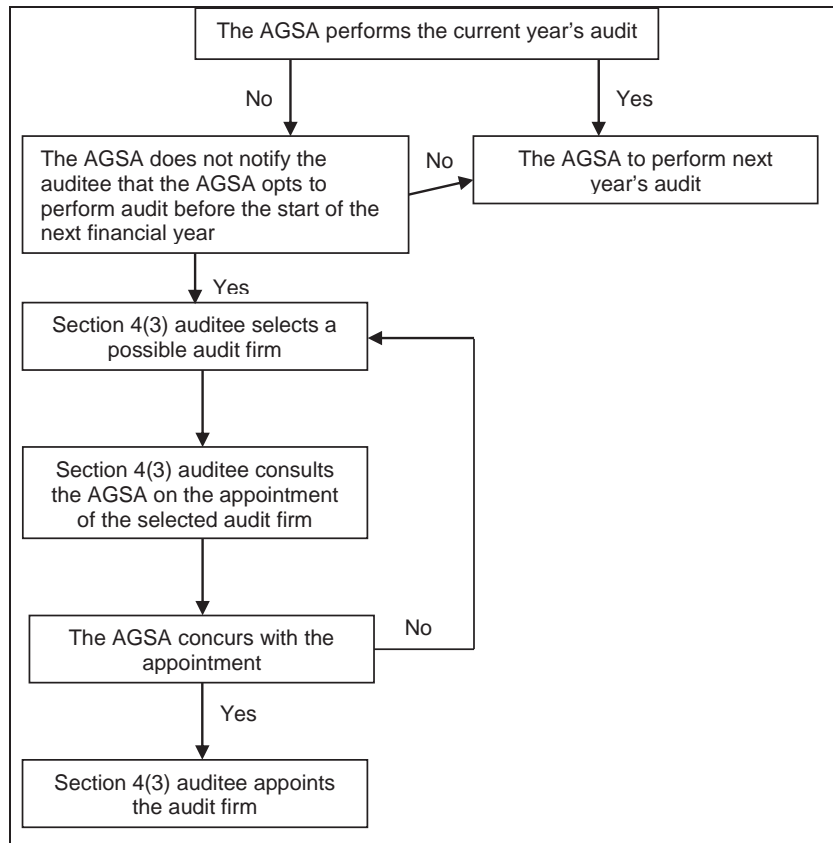 The AGSA performs the current year's audit
No
Yes
The AGSA does not notify the
auditee that the AGSA opts to
perform audit before the start of the
next financial year
No
The AGSA to perform next
year's audit
Yes
Section 4(3) auditee selects a
possible audit firm
Section 4(3) auditee consults
the AGSA on the appointment
of the selected audit firm
The AGSA concurs with the
appointment
No
Yes
Section 4(3) auditee appoints
the audit firm